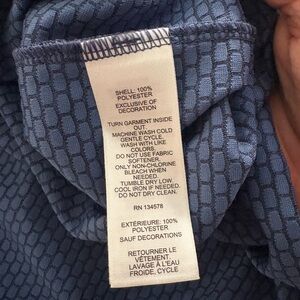 SHELL: 100%
POLYESTER
EXCLUSIVE OF
DECORATION
TURN GARMENT INSIDE
OUT.
MACHINE WASH COLD
GENTLE CYCLE.
WASH WITH LIKE
COLORS.
DO NOT USE FABRIC
SOFTENER.
ONLY NON-CHLORINE
BLEACH WHEN
NEEDED.
TUMBLE DRY LOW.
COOL IRON IF NEEDED.
DO NOT DRY CLEAN.
RN 134578
EXTÉRIEURE: 100%
POLYESTER
SAUF DECORATIONS
RETOURNER LE
VÊTEMENT.
LAVAGE À L'EAU
FROIDE, CYCLE